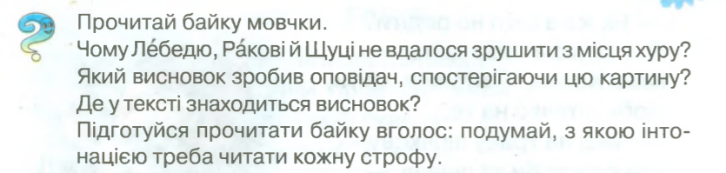 Прочитай байку мовчки.
Чому Ле́бедю, Ра́кові й Щуці не вдалося зрушити з місця хуру?
Який висновок зробив оповідач, спостерігаючи цю картину?
Де у тексті знаходиться висновок?
Підготуйся прочитати байку вголос: подумай, з якою інто-
нацією треба читати кожну строфу.